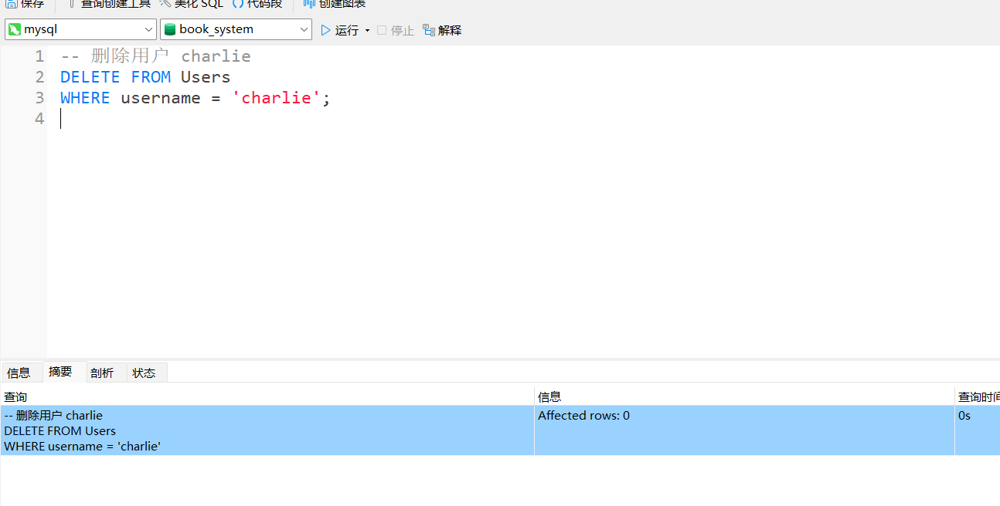 保存 查询创建工具 美化 SQL 代码段 创建图表
mysql book_system 运行 停止 解释
1 -- 删除用户 charlie
2 DELETE FROM Users
3 WHERE username = 'charlie';
4
信息 摘要 剖析 状态
查询 信息 查询时间
-- 删除用户 charlie Affected rows: 0 0s
DELETE FROM Users
WHERE username = 'charlie'